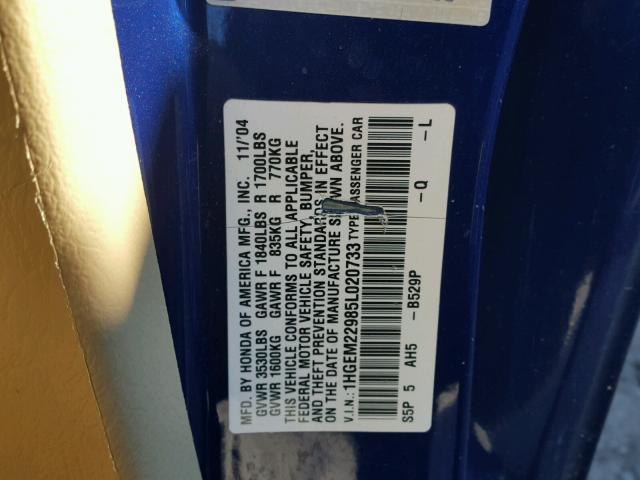 MFD. BY HONDA OF AMERICA MFG., INC. 11/'04
GVWR 3530LBS GAWR F 1840LBS R 1700LBS
GVWR 1600KG GAWR F 835KG R 770KG
THIS VEHICLE CONFORMS TO ALL APPLICABLE
FEDERAL MOTOR VEHICLE SAFETY, BUMPER,
AND THEFT PREVENTION STANDARDS IN EFFECT
ON THE DATE OF MANUFACTURE SHOWN ABOVE.
V.I.N.: 1HGEM22985L020733 TYPE: PASSENGER CAR
S5P 5 AH5 -B529P -Q -L